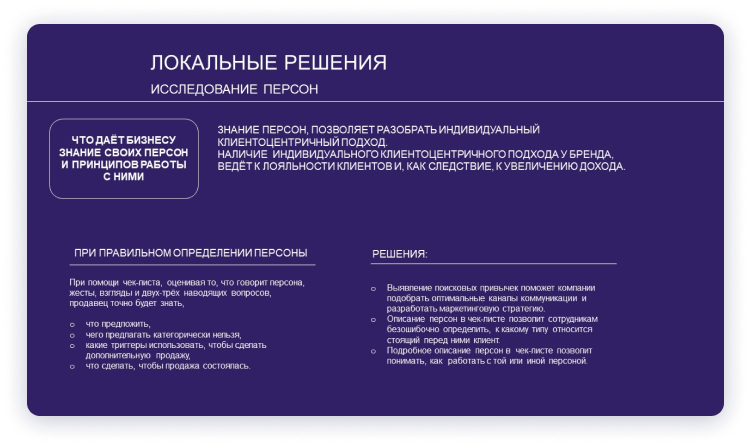 ЛОКАЛЬНЫЕ РЕШЕНИЯ
ИССЛЕДОВАНИЕ ПЕРСОН
ЧТО ДАЁТ БИЗНЕСУ
ЗНАНИЕ СВОИХ ПЕРСОН
И ПРИНЦИПОВ РАБОТЫ
С НИМИ
ЗНАНИЕ ПЕРСОН, ПОЗВОЛЯЕТ РАЗОБРАТЬ ИНДИВИДУАЛЬНЫЙ
КЛИЕНТОЦЕНТРИЧНЫЙ ПОДХОД.
НАЛИЧИЕ ИНДИВИДУАЛЬНОГО КЛИЕНТОЦЕНТРИЧНОГО ПОДХОДА У БРЕНДА,
ВЕДЁТ К ЛОЯЛЬНОСТИ КЛИЕНТОВ И, КАК СЛЕДСТВИЕ, К УВЕЛИЧЕНИЮ ДОХОДА.
ПРИ ПРАВИЛЬНОМ ОПРЕДЕЛЕНИИ ПЕРСОНЫ
При помощи чек-листа, оценивая то, что говорит персона,
жесты, взгляды и двух-трёх наводящих вопросов,
продавец точно будет знать,
o что предложить,
o чего предлагать категорически нельзя,
o какие триггеры использовать, чтобы сделать
дополнительную продажу,
o что сделать, чтобы продажа состоялась.
РЕШЕНИЯ:
o Выявление поисковых привычек поможет компании
подобрать оптимальные каналы коммуникации и
разработать маркетинговую стратегию.
o Описание персон в чек-листе позволит сотрудникам
безошибочно определить, к какому типу относится
стоящий перед ними клиент.
o Подробное описание персон в чек-листе позволит
понимать, как работать с той или иной персоной.